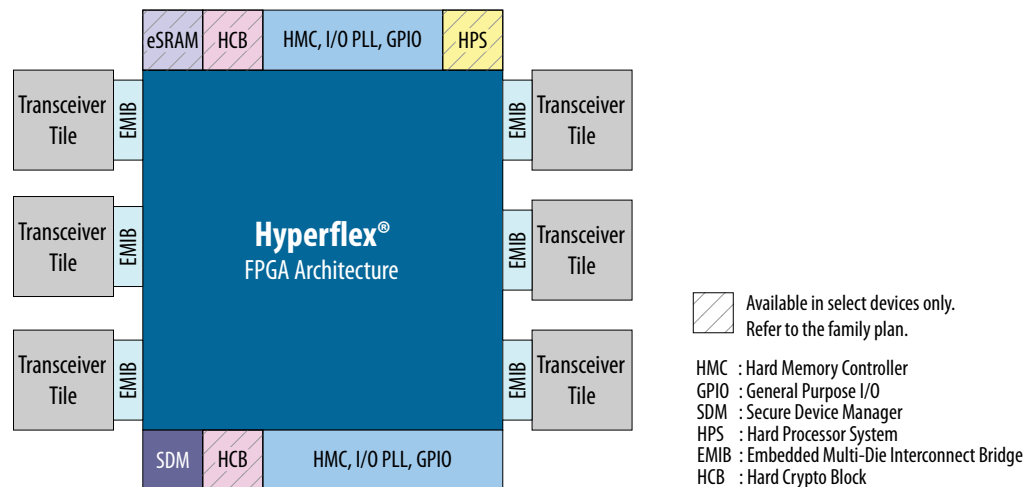 eSRAM HCB HMC, I/O PLL, GPIO HPS
Transceiver
Tile
EMIB
EMIB
Transceiver
Tile
Transceiver
Tile
EMIB
Hyperflex®
FPGA Architecture
EMIB
Transceiver
Tile
Transceiver
Tile
EMIB
EMIB
Transceiver
Tile
SDM HCB HMC, I/O PLL, GPIO
Available in select devices only.
Refer to the family plan.
HMC : Hard Memory Controller
GPIO : General Purpose I/O
SDM : Secure Device Manager
HPS : Hard Processor System
EMIB : Embedded Multi-Die Interconnect Bridge
HCB : Hard Crypto Block